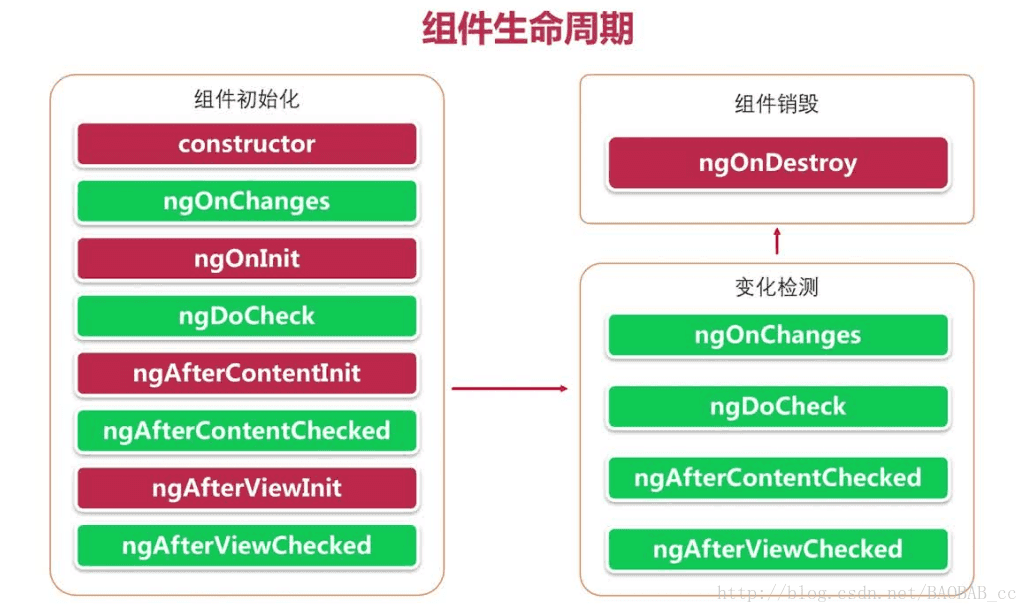 组件生命周期
组件初始化
constructor
ngOnChanges
ngOnInit
ngDoCheck
ngAfterContentInit
ngAfterContentChecked
ngAfterViewInit
ngAfterViewChecked
组件销毁
ngOnDestroy
变化检测
ngOnChanges
ngDoCheck
ngAfterContentChecked
ngAfterViewChecked
http://blog.csdn.net/BAOBAB_cc